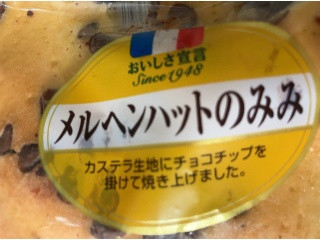 おいしさ宣言
Since 1948
メルヘンハットのみみ
カステラ生地にチョコチップを
掛けて焼き上げました。